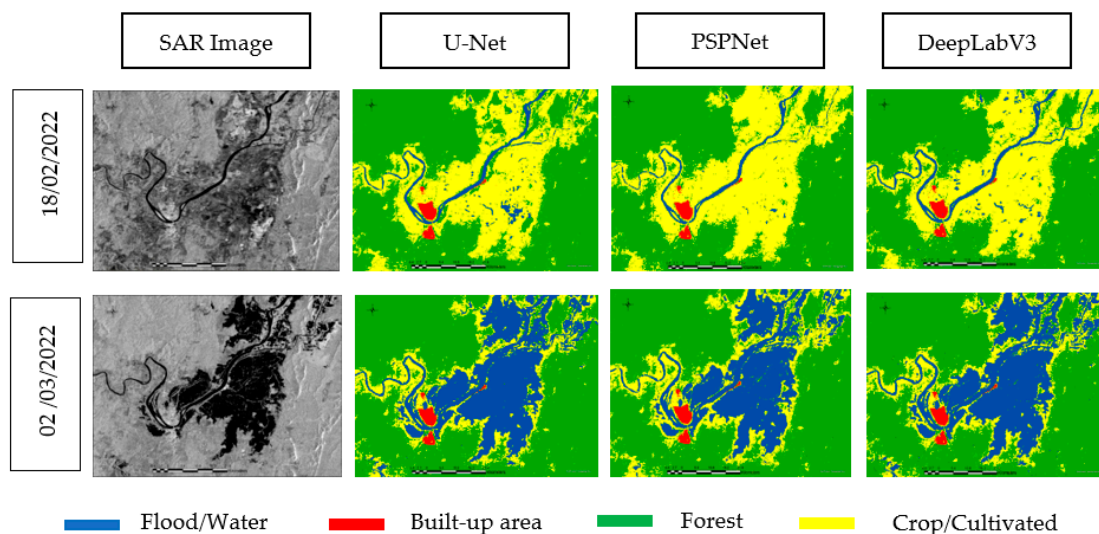 SAR Image
U-Net
PSPNet
DeepLabV3
18/02/2022
02 /03/2022
Flood/Water
Built-up area
Forest
Crop/Cultivated